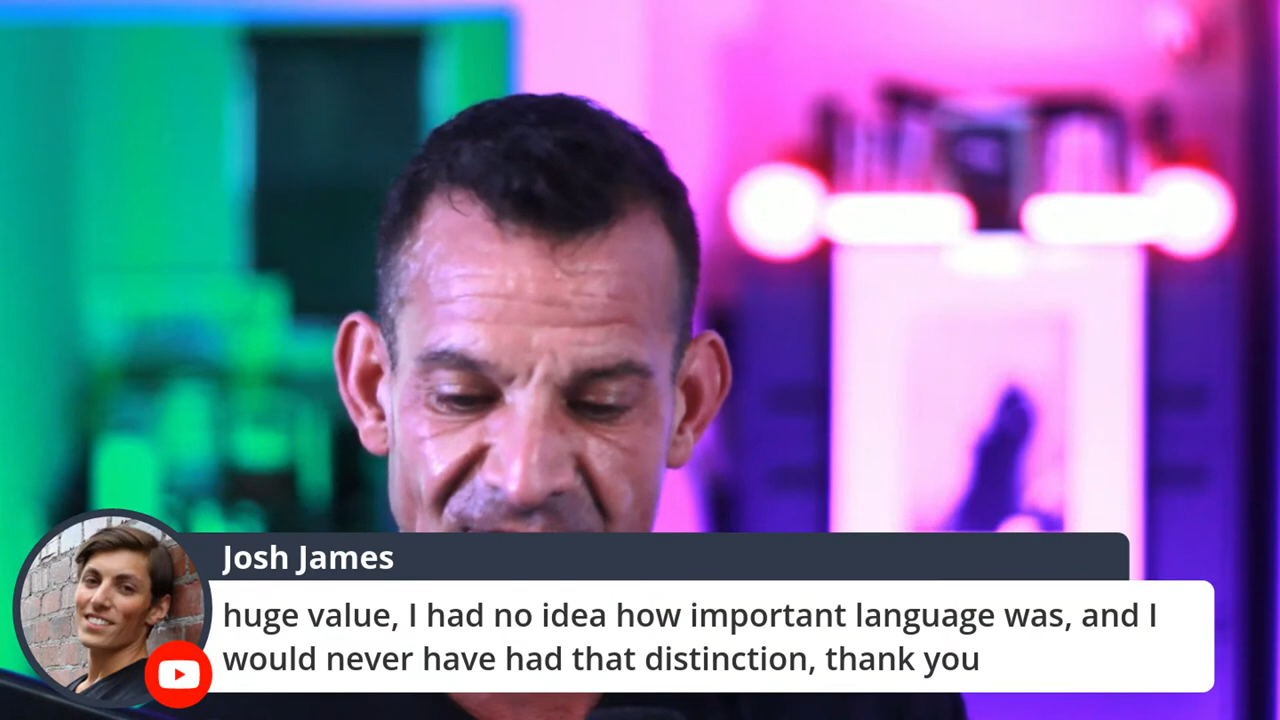 Josh James
huge value, I had no idea how important language was, and I
would never have had that distinction, thank you